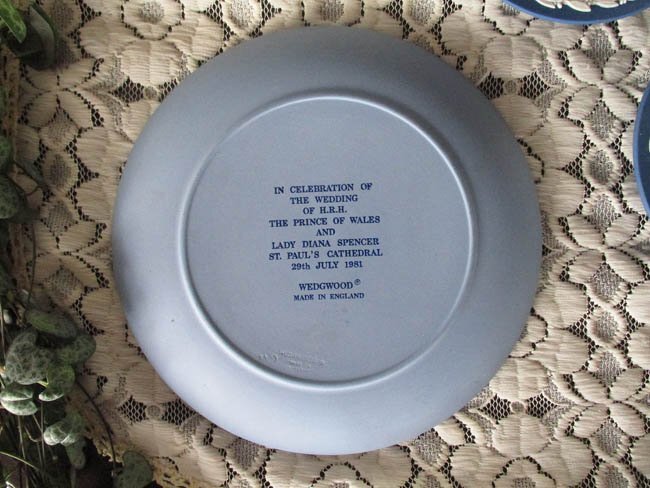 IN CELEBRATION OF
THE WEDDING
OF H.R.H.
THE PRINCE OF WALES
AND
LADY DIANA SPENCER
ST. PAUL'S CATHEDRAL
29th JULY 1981
WEDGWOOD®
MADE IN ENGLAND